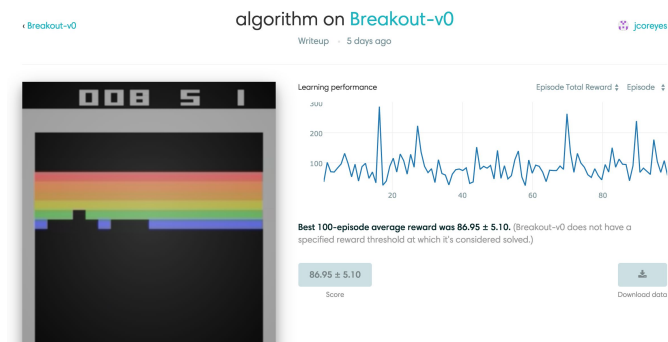 ‹ Breakout-v0
algorithm on Breakout-v0
jcoreyes
Writeup · 5 days ago
008 5 1
Learning performance
Episode Total Reward
Episode
300
200
100
20 40 60 80
Best 100-episode average reward was 86.95 ± 5.10. (Breakout-v0 does not have a
specified reward threshold at which it's considered solved.)
86.95 ± 5.10
Score
Download data